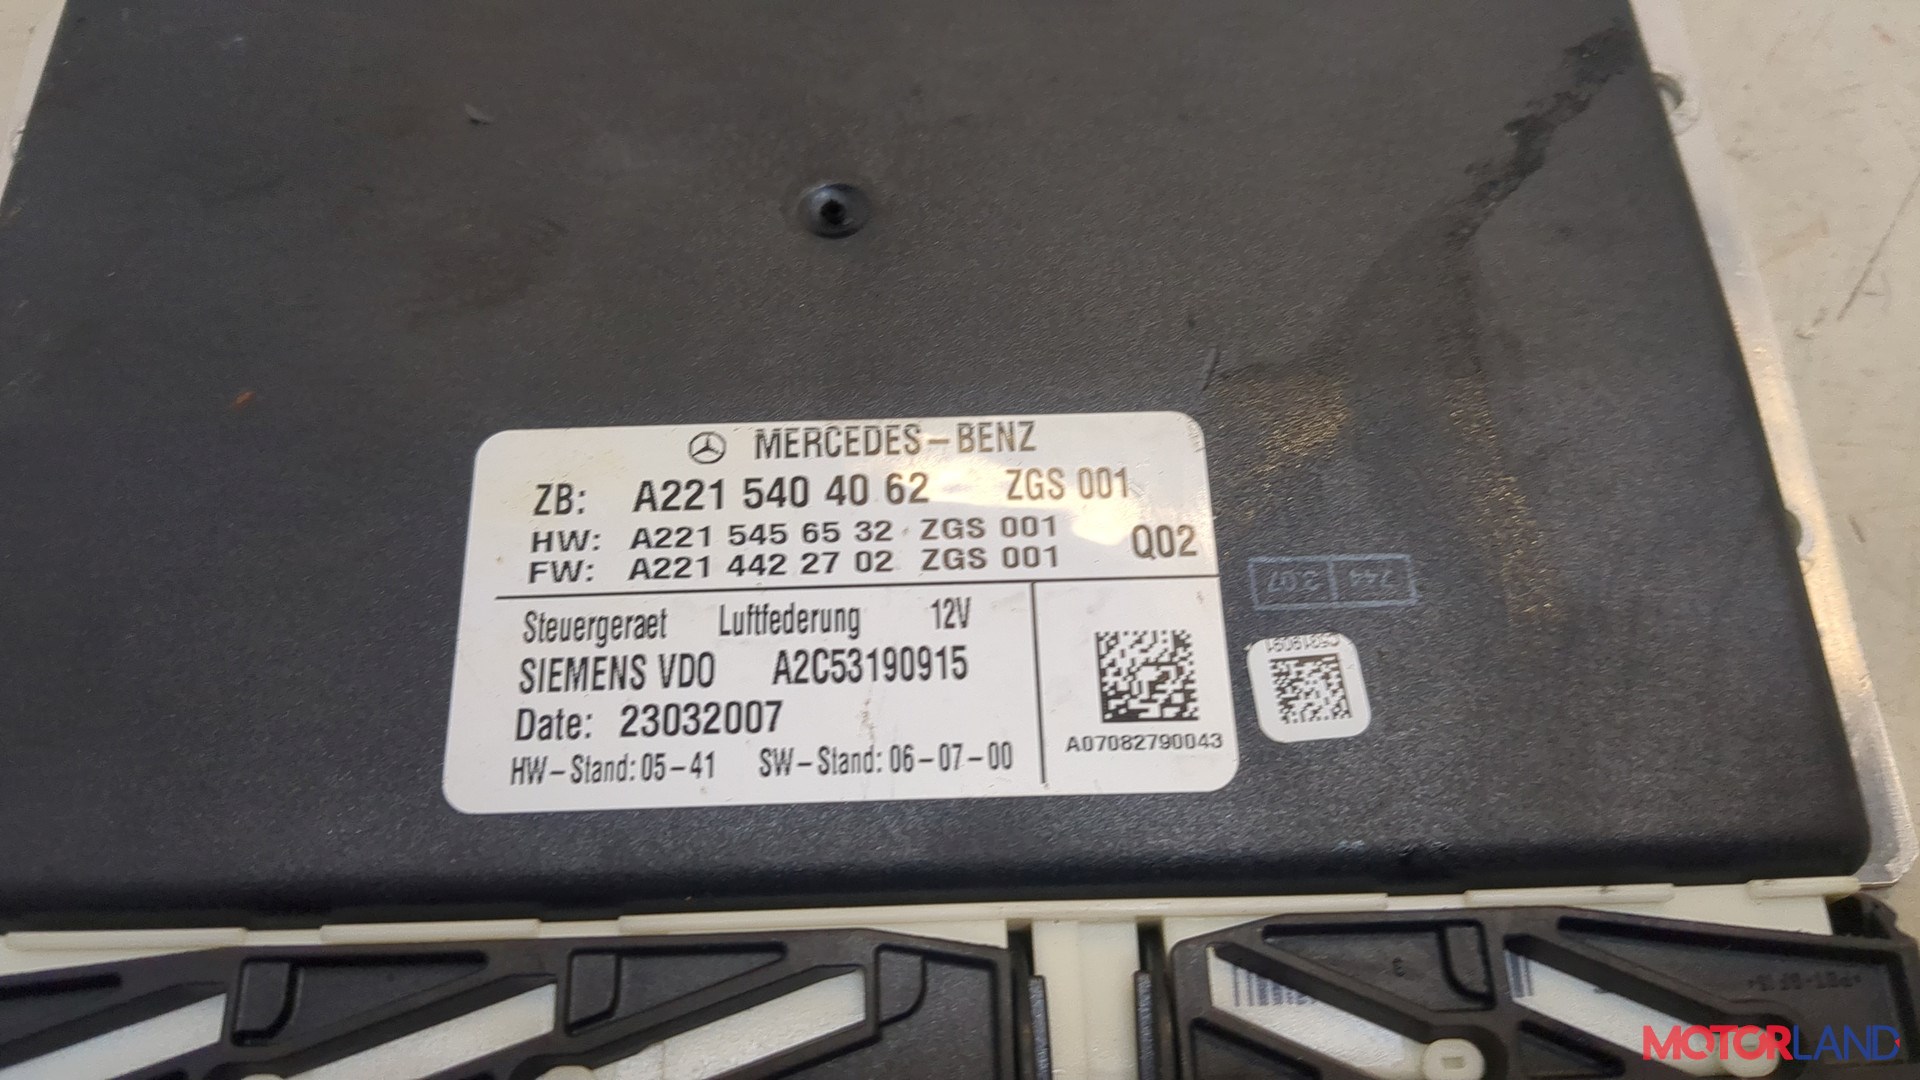 MERCEDES-BENZ
ZB: A221 540 40 62 ZGS 001
HW: A221 545 65 32 ZGS 001
FW: A221 442 27 02 ZGS 001
Q02
Steuergeraet Luftfederung 12V
SIEMENS VDO A2C53190915
Date: 23032007
HW-Stand: 05-41 SW-Stand: 06-07-00
A07082790043
744
3.07
MOTORLAND